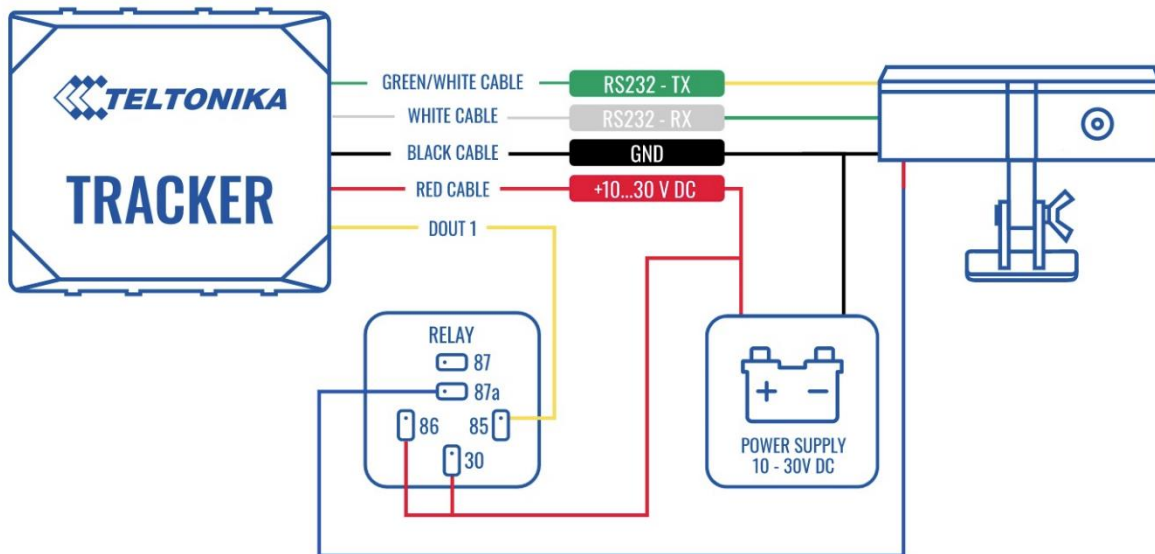 TELTONIKA
TRACKER
GREEN/WHITE CABLE
RS232 - TX
WHITE CABLE
RS232 - RX
BLACK CABLE
GND
RED CABLE
+10...30 V DC
DOUT 1
RELAY
87
87a
86
85
30
+ -
POWER SUPPLY
10 - 30V DC